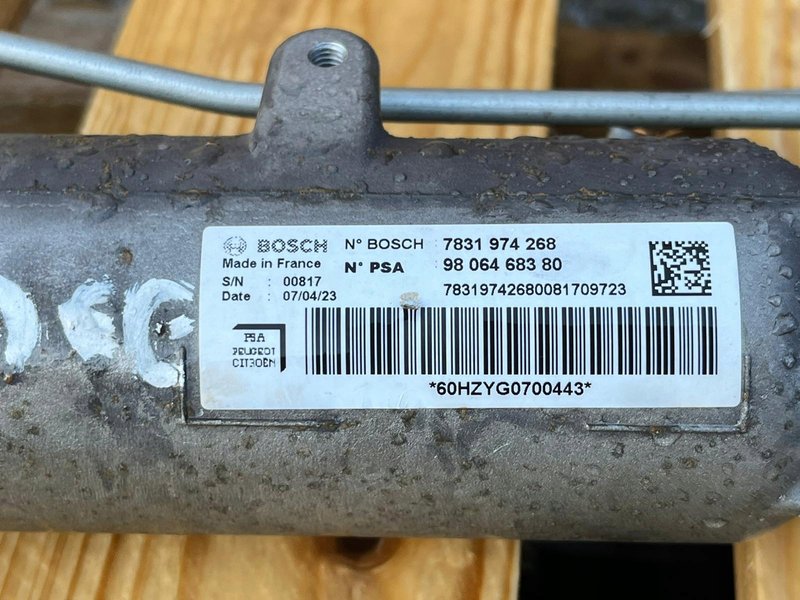 BOSCH N° BOSCH : 7831 974 268
Made in France N° PSA : 98 064 683 80
S/N : 00817
Date : 07/04/23 78319742680081709723
PSA
PEUGEOT
CITROËN
*60HZYG0700443*